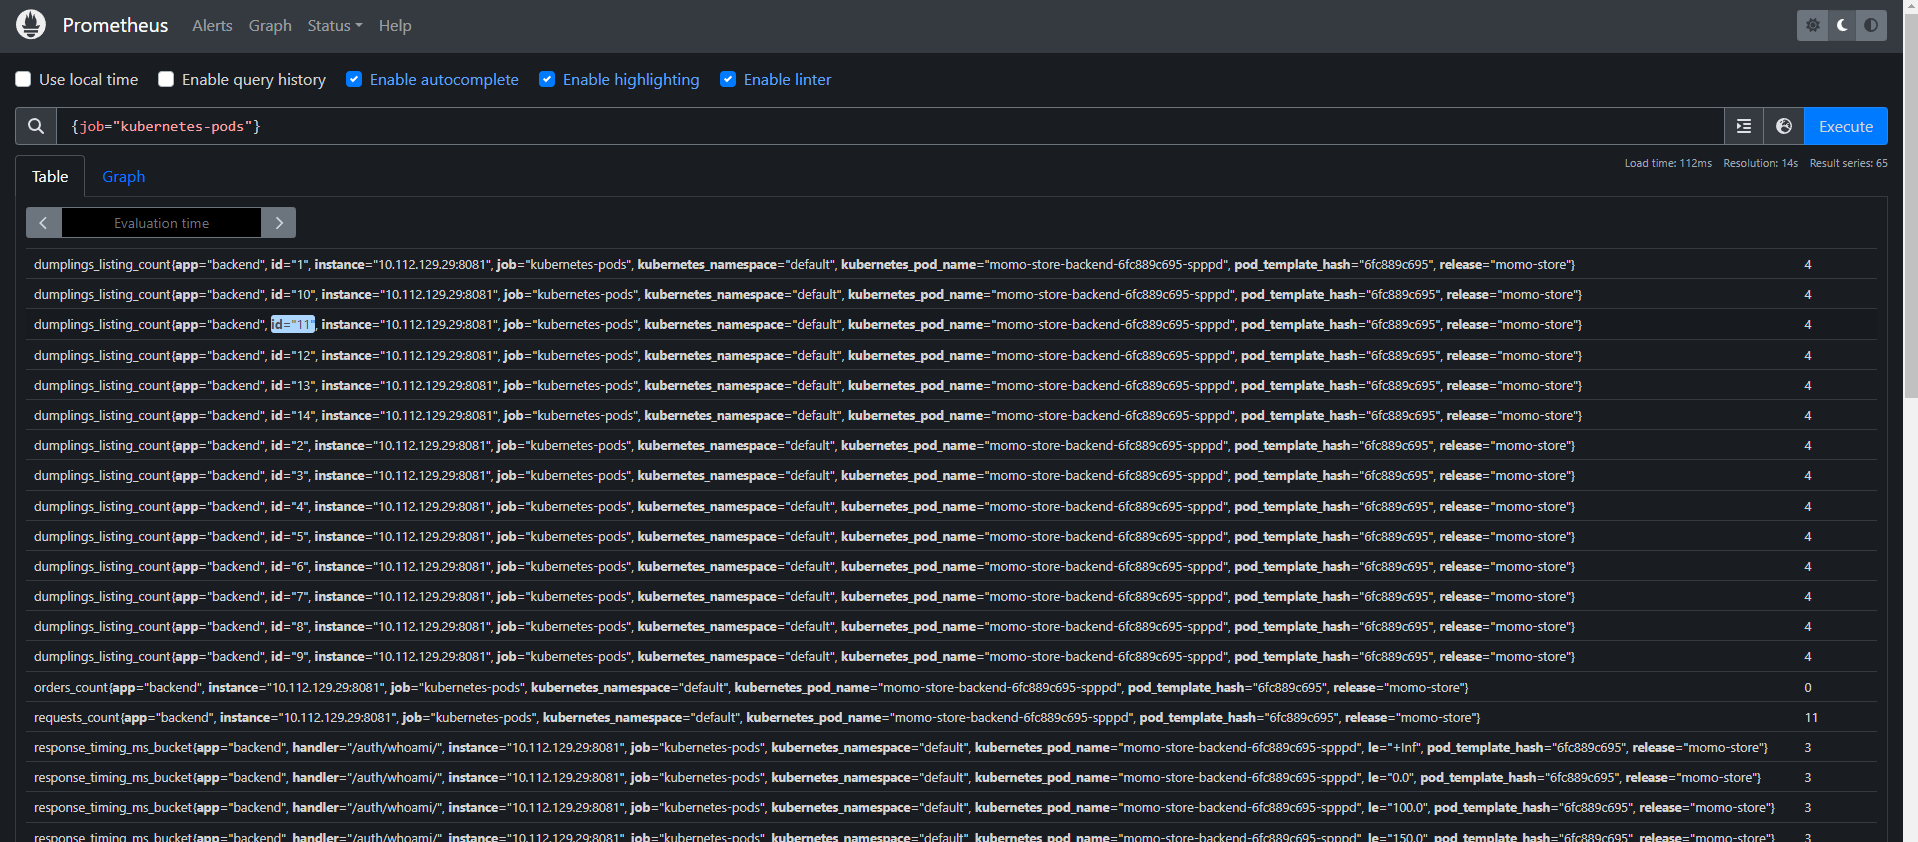 Prometheus Alerts Graph Status Help
Use local time Enable query history Enable autocomplete Enable highlighting Enable linter
{job="kubernetes-pods"} Execute
Table Graph Load time: 112ms Resolution: 14s Result series: 65
Evaluation time
dumplings_listing_count{app="backend", id="1", instance="10.112.129.29:8081", job="kubernetes-pods", kubernetes_namespace="default", kubernetes_pod_name="momo-store-backend-6fc889c695-spppd", pod_template_hash="6fc889c695", release="momo-store"} 4
dumplings_listing_count{app="backend", id="10", instance="10.112.129.29:8081", job="kubernetes-pods", kubernetes_namespace="default", kubernetes_pod_name="momo-store-backend-6fc889c695-spppd", pod_template_hash="6fc889c695", release="momo-store"} 4
dumplings_listing_count{app="backend", id="11", instance="10.112.129.29:8081", job="kubernetes-pods", kubernetes_namespace="default", kubernetes_pod_name="momo-store-backend-6fc889c695-spppd", pod_template_hash="6fc889c695", release="momo-store"} 4
dumplings_listing_count{app="backend", id="12", instance="10.112.129.29:8081", job="kubernetes-pods", kubernetes_namespace="default", kubernetes_pod_name="momo-store-backend-6fc889c695-spppd", pod_template_hash="6fc889c695", release="momo-store"} 4
dumplings_listing_count{app="backend", id="13", instance="10.112.129.29:8081", job="kubernetes-pods", kubernetes_namespace="default", kubernetes_pod_name="momo-store-backend-6fc889c695-spppd", pod_template_hash="6fc889c695", release="momo-store"} 4
dumplings_listing_count{app="backend", id="14", instance="10.112.129.29:8081", job="kubernetes-pods", kubernetes_namespace="default", kubernetes_pod_name="momo-store-backend-6fc889c695-spppd", pod_template_hash="6fc889c695", release="momo-store"} 4
dumplings_listing_count{app="backend", id="2", instance="10.112.129.29:8081", job="kubernetes-pods", kubernetes_namespace="default", kubernetes_pod_name="momo-store-backend-6fc889c695-spppd", pod_template_hash="6fc889c695", release="momo-store"} 4
dumplings_listing_count{app="backend", id="3", instance="10.112.129.29:8081", job="kubernetes-pods", kubernetes_namespace="default", kubernetes_pod_name="momo-store-backend-6fc889c695-spppd", pod_template_hash="6fc889c695", release="momo-store"} 4
dumplings_listing_count{app="backend", id="4", instance="10.112.129.29:8081", job="kubernetes-pods", kubernetes_namespace="default", kubernetes_pod_name="momo-store-backend-6fc889c695-spppd", pod_template_hash="6fc889c695", release="momo-store"} 4
dumplings_listing_count{app="backend", id="5", instance="10.112.129.29:8081", job="kubernetes-pods", kubernetes_namespace="default", kubernetes_pod_name="momo-store-backend-6fc889c695-spppd", pod_template_hash="6fc889c695", release="momo-store"} 4
dumplings_listing_count{app="backend", id="6", instance="10.112.129.29:8081", job="kubernetes-pods", kubernetes_namespace="default", kubernetes_pod_name="momo-store-backend-6fc889c695-spppd", pod_template_hash="6fc889c695", release="momo-store"} 4
dumplings_listing_count{app="backend", id="7", instance="10.112.129.29:8081", job="kubernetes-pods", kubernetes_namespace="default", kubernetes_pod_name="momo-store-backend-6fc889c695-spppd", pod_template_hash="6fc889c695", release="momo-store"} 4
dumplings_listing_count{app="backend", id="8", instance="10.112.129.29:8081", job="kubernetes-pods", kubernetes_namespace="default", kubernetes_pod_name="momo-store-backend-6fc889c695-spppd", pod_template_hash="6fc889c695", release="momo-store"} 4
dumplings_listing_count{app="backend", id="9", instance="10.112.129.29:8081", job="kubernetes-pods", kubernetes_namespace="default", kubernetes_pod_name="momo-store-backend-6fc889c695-spppd", pod_template_hash="6fc889c695", release="momo-store"} 4
orders_count{app="backend", instance="10.112.129.29:8081", job="kubernetes-pods", kubernetes_namespace="default", kubernetes_pod_name="momo-store-backend-6fc889c695-spppd", pod_template_hash="6fc889c695", release="momo-store"} 0
requests_count{app="backend", instance="10.112.129.29:8081", job="kubernetes-pods", kubernetes_namespace="default", kubernetes_pod_name="momo-store-backend-6fc889c695-spppd", pod_template_hash="6fc889c695", release="momo-store"} 11
response_timing_ms_bucket{app="backend", handler="/auth/whoami/", instance="10.112.129.29:8081", job="kubernetes-pods", kubernetes_namespace="default", kubernetes_pod_name="momo-store-backend-6fc889c695-spppd", le="+Inf", pod_template_hash="6fc889c695", release="momo-store"} 3
response_timing_ms_bucket{app="backend", handler="/auth/whoami/", instance="10.112.129.29:8081", job="kubernetes-pods", kubernetes_namespace="default", kubernetes_pod_name="momo-store-backend-6fc889c695-spppd", le="0.0", pod_template_hash="6fc889c695", release="momo-store"} 3
response_timing_ms_bucket{app="backend", handler="/auth/whoami/", instance="10.112.129.29:8081", job="kubernetes-pods", kubernetes_namespace="default", kubernetes_pod_name="momo-store-backend-6fc889c695-spppd", le="100.0", pod_template_hash="6fc889c695", release="momo-store"} 3
response_timing_ms_bucket{app="backend", handler="/auth/whoami/", instance="10.112.129.29:8081", job="kubernetes-pods", kubernetes_namespace="default", kubernetes_pod_name="momo-store-backend-6fc889c695-spppd", le="150.0", pod_template_hash="6fc889c695", release="momo-store"} 3